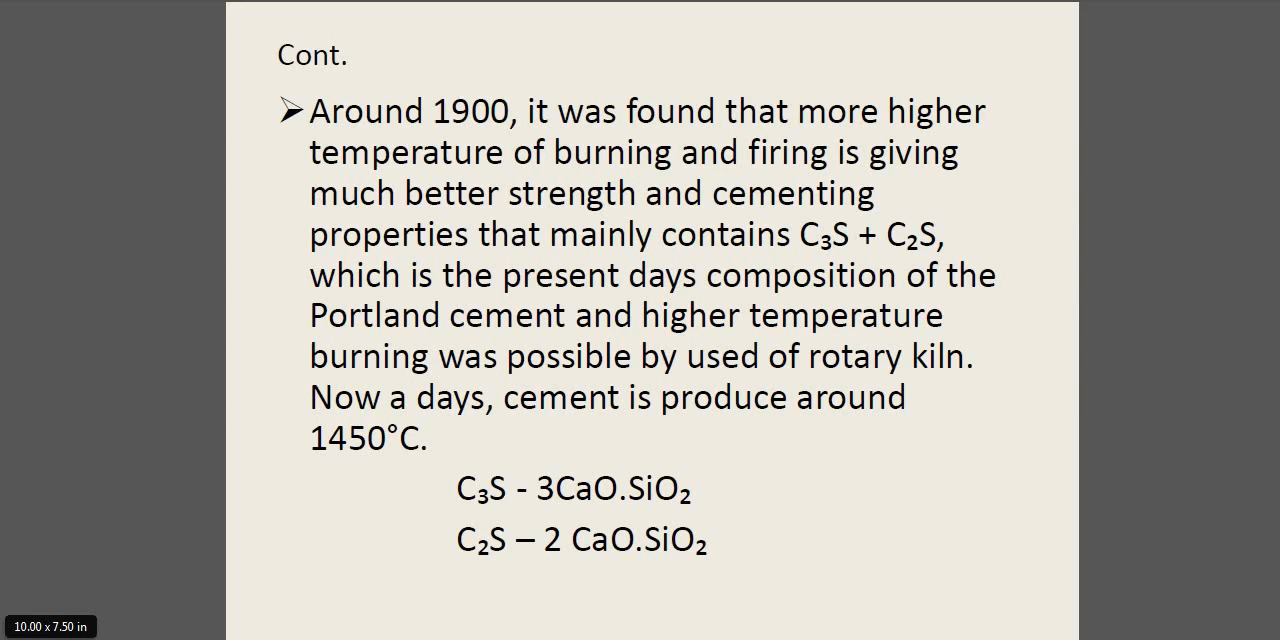 Cont.
➢Around 1900, it was found that more higher
temperature of burning and firing is giving
much better strength and cementing
properties that mainly contains C₃S + C₂S,
which is the present days composition of the
Portland cement and higher temperature
burning was possible by used of rotary kiln.
Now a days, cement is produce around
1450°C.
C₃S - 3CaO.SiO₂
C₂S – 2 CaO.SiO₂
10.00 x 7.50 in